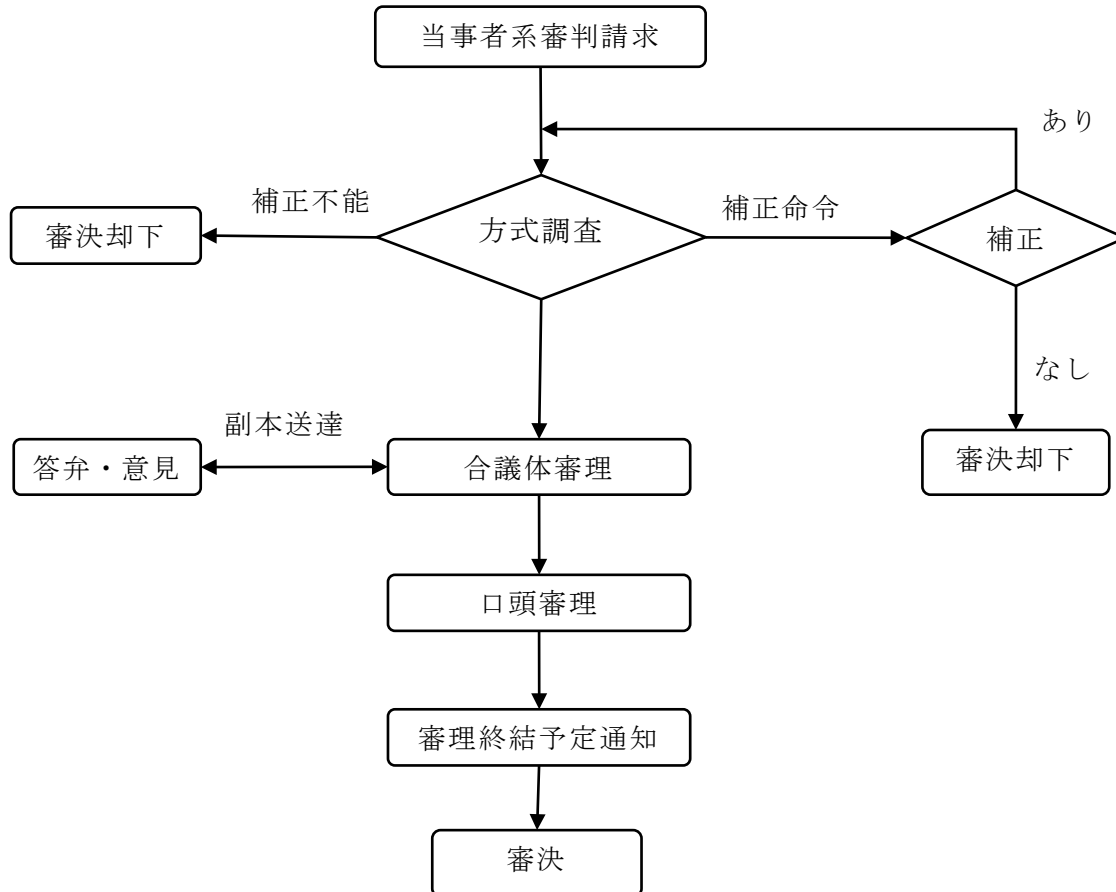 当事者系審判請求
あり
補正不能
補正命令
審決却下
方式調査
補正
なし
副本送達
答弁・意見
合議体審理
審決却下
口頭審理
審理終結予定通知
審決